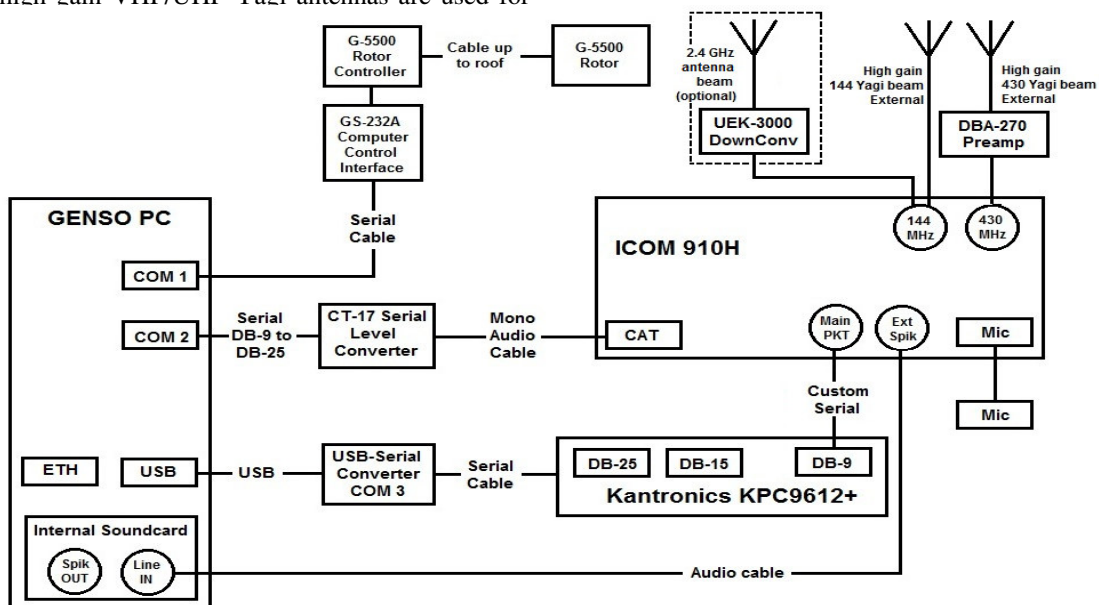 high gain VHF/UHF Yagi antennas are used for
G-5500
Rotor
Controller
Cable up
to roof
G-5500
Rotor
2.4 GHz
antenna
beam
(optional)
UEK-3000
DownConv
High gain
144 Yagi beam
External
High gain
430 Yagi beam
External
DBA-270
Preamp
GS-232A
Computer
Control
Interface
Serial
Cable
GENSO PC
COM 1
COM 2
Serial
DB-9 to
DB-25
CT-17 Serial
Level
Converter
Mono
Audio
Cable
ICOM 910H
144
MHz
430
MHz
CAT
Main
PKT
Ext
Spik
Mic
Mic
Custom
Serial
ETH
USB
USB
USB-Serial
Converter
COM 3
Serial
Cable
DB-25
DB-15
DB-9
Kantronics KPC9612+
Internal Soundcard
Spik
OUT
Line
IN
Audio cable